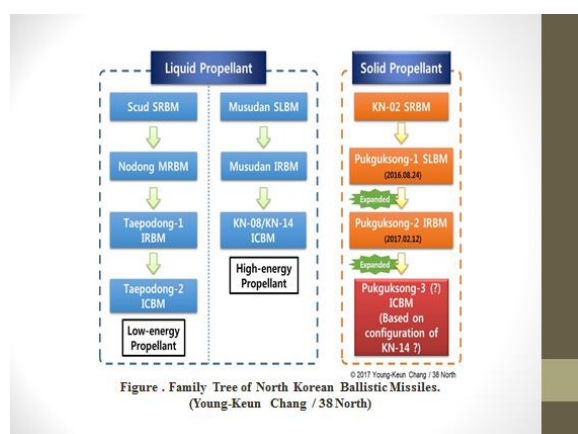 Liquid Propellant
Scud SRBM
Nodong MRBM
Taepodong-1
IRBM
Taepodong-2
ICBM
Low-energy
Propellant
Musudan SLBM
Musudan IRBM
KN-08/KN-14
ICBM
High-energy
Propellant
Solid Propellant
KN-02 SRBM
Pukguksong-1 SLBM
(2016.08.24)
Expanded
Pukguksong-2 IRBM
(2017.02.12)
Expanded
Pukguksong-3 (?)
ICBM
(Based on
configuration of
KN-14 ?)
© 2017 Young-Keun Chang / 38 North
Figure . Family Tree of North Korean Ballistic Missiles.
(Young-Keun Chang / 38 North)